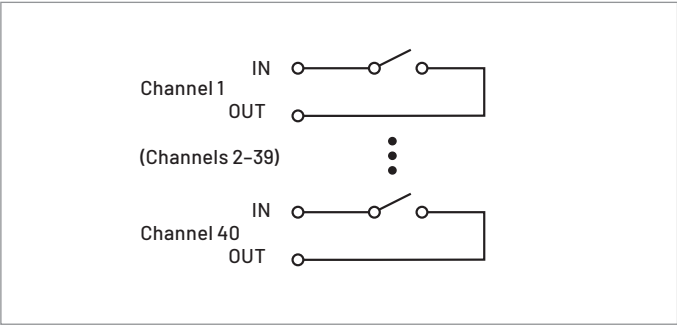 IN
Channel 1
OUT
(Channels 2–39)
IN
Channel 40
OUT